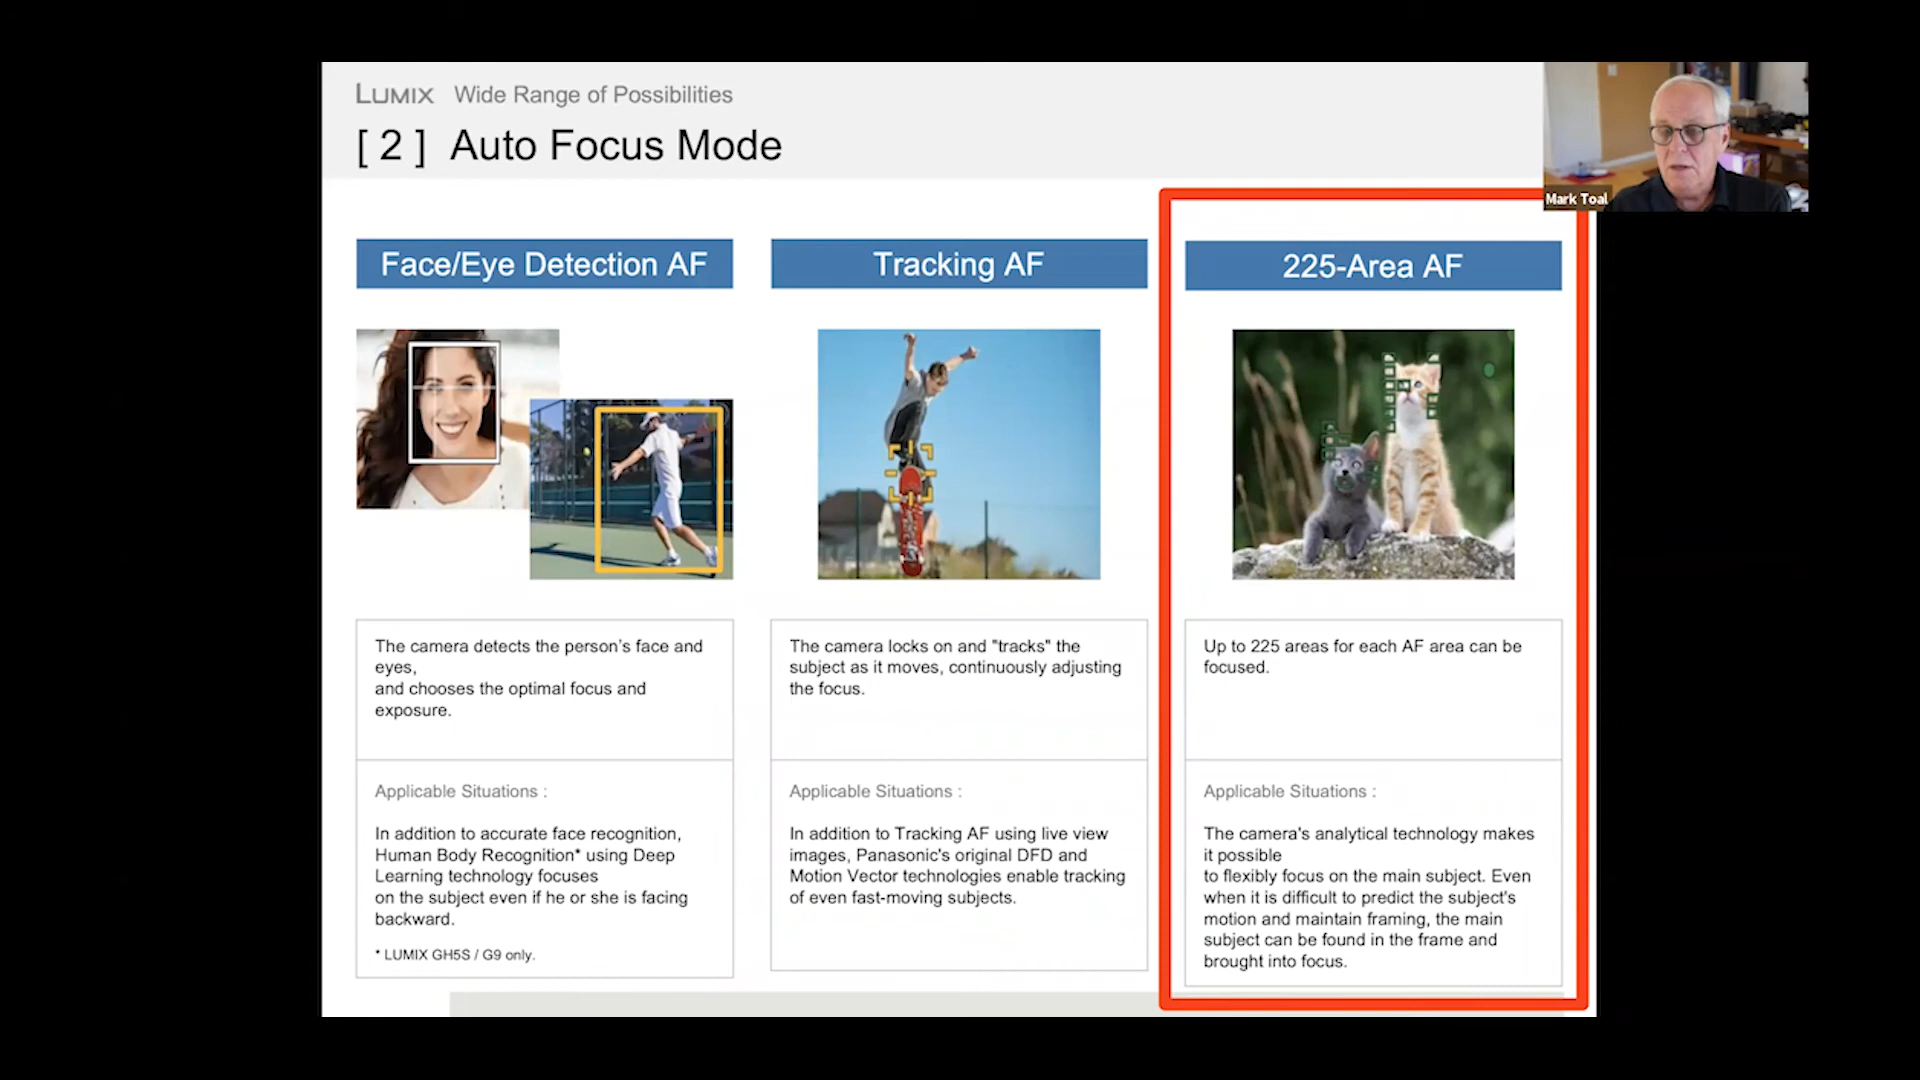 LUMIX Wide Range of Possibilities
[ 2 ] Auto Focus Mode
Mark Toal
Face/Eye Detection AF
The camera detects the person's face and
eyes,
and chooses the optimal focus and
exposure.
Applicable Situations :
In addition to accurate face recognition,
Human Body Recognition* using Deep
Learning technology focuses
on the subject even if he or she is facing
backward.
* LUMIX GH5S / G9 only.
Tracking AF
The camera locks on and "tracks" the
subject as it moves, continuously adjusting
the focus.
Applicable Situations :
In addition to Tracking AF using live view
images, Panasonic's original DFD and
Motion Vector technologies enable tracking
of even fast-moving subjects.
225-Area AF
Up to 225 areas for each AF area can be
focused.
Applicable Situations :
The camera's analytical technology makes
it possible
to flexibly focus on the main subject. Even
when it is difficult to predict the subject's
motion and maintain framing, the main
subject can be found in the frame and
brought into focus.